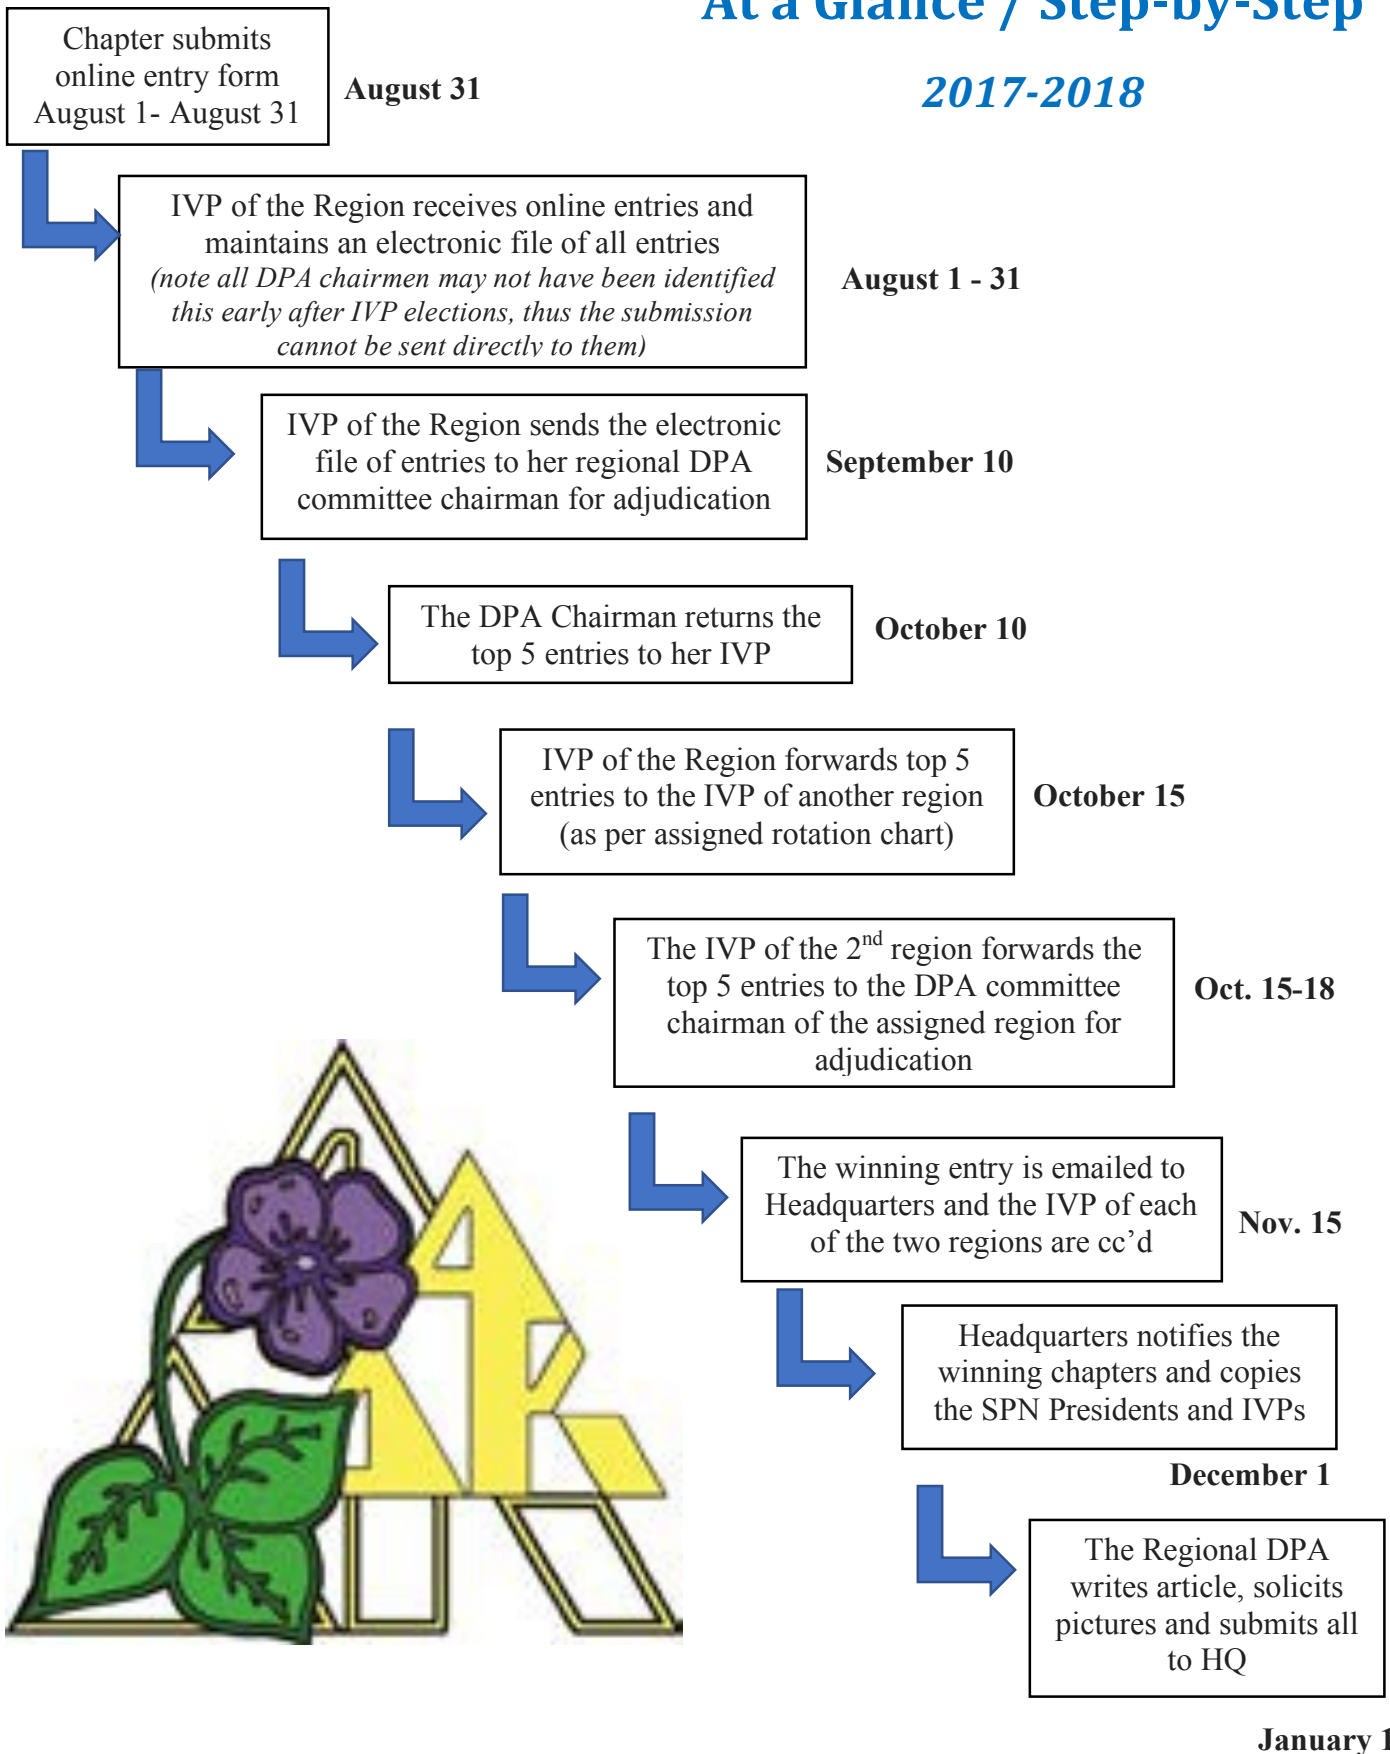 At a Glance / Step-by-Step
2017-2018
Chapter submits
online entry form
August 1- August 31
August 31
IVP of the Region receives online entries and
maintains an electronic file of all entries
(note all DPA chairmen may not have been identified
this early after IVP elections, thus the submission
cannot be sent directly to them)
August 1 - 31
IVP of the Region sends the electronic
file of entries to her regional DPA
committee chairman for adjudication
September 10
The DPA Chairman returns the
top 5 entries to her IVP
October 10
IVP of the Region forwards top 5
entries to the IVP of another region
(as per assigned rotation chart)
October 15
The IVP of the 2nd region forwards the
top 5 entries to the DPA committee
chairman of the assigned region for
adjudication
Oct. 15-18
The winning entry is emailed to
Headquarters and the IVP of each
of the two regions are cc’d
Nov. 15
Headquarters notifies the
winning chapters and copies
the SPN Presidents and IVPs
December 1
The Regional DPA
writes article, solicits
pictures and submits all
to HQ
January 1